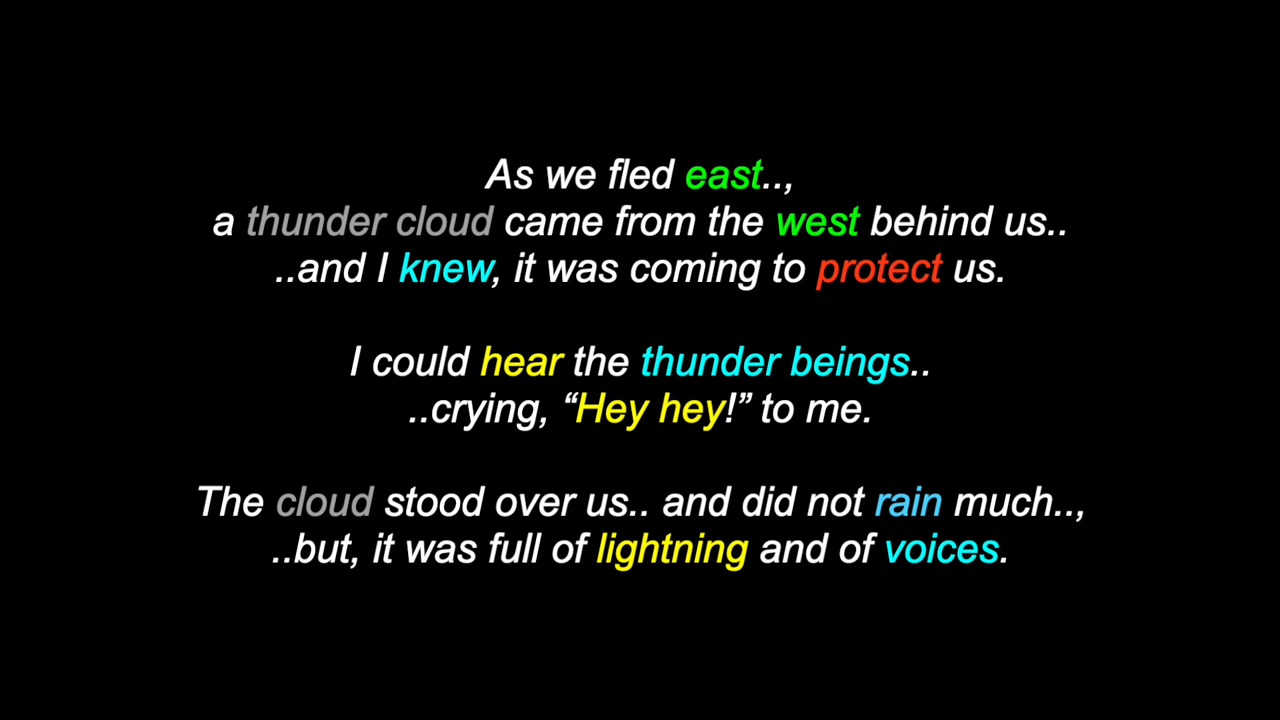 As we fled east..,
a thunder cloud came from the west behind us..
..and I knew, it was coming to protect us.
I could hear the thunder beings..
..crying, “Hey hey!” to me.
The cloud stood over us.. and did not rain much..,
..but, it was full of lightning and of voices.